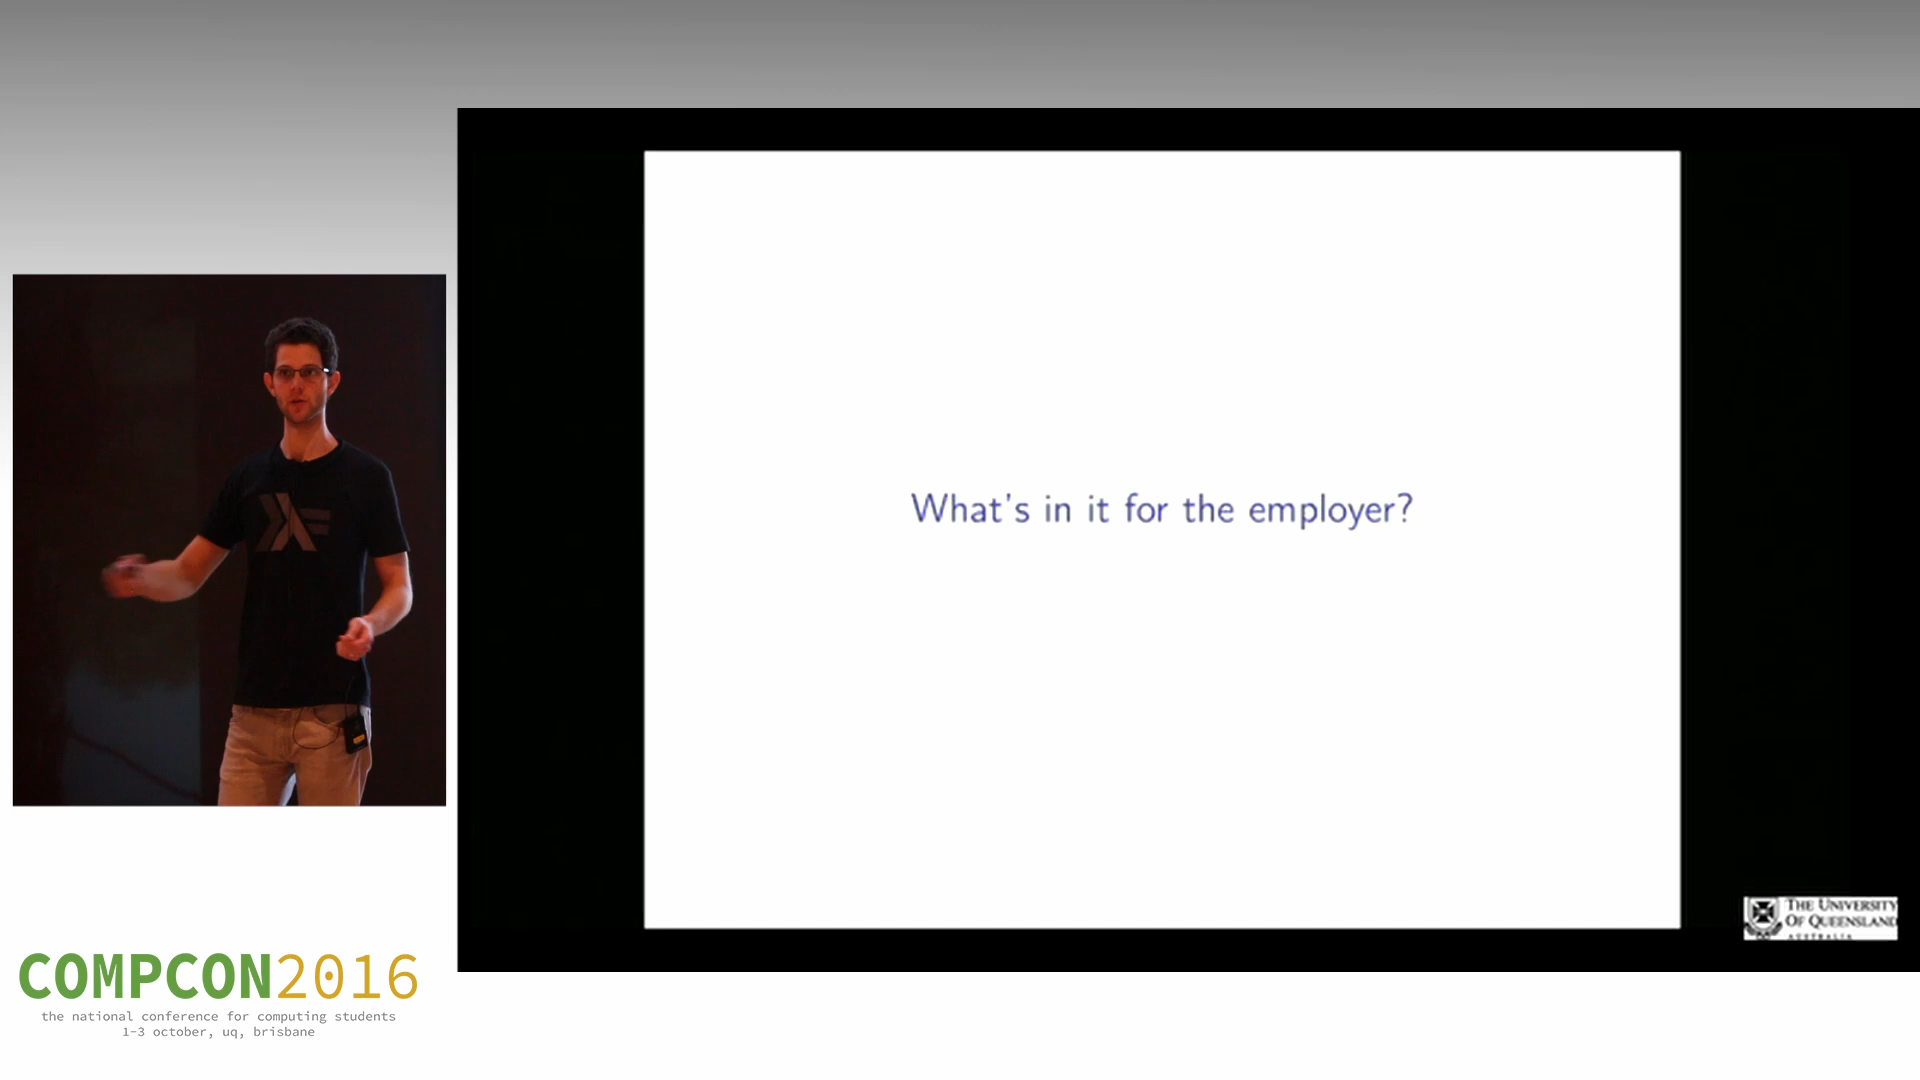 What's in it for the employer?
THE UNIVERSITY
OF QUEENSLAND
AUSTRALIA
COMPCON2016
the national conference for computing students
1-3 october, uq, brisbane